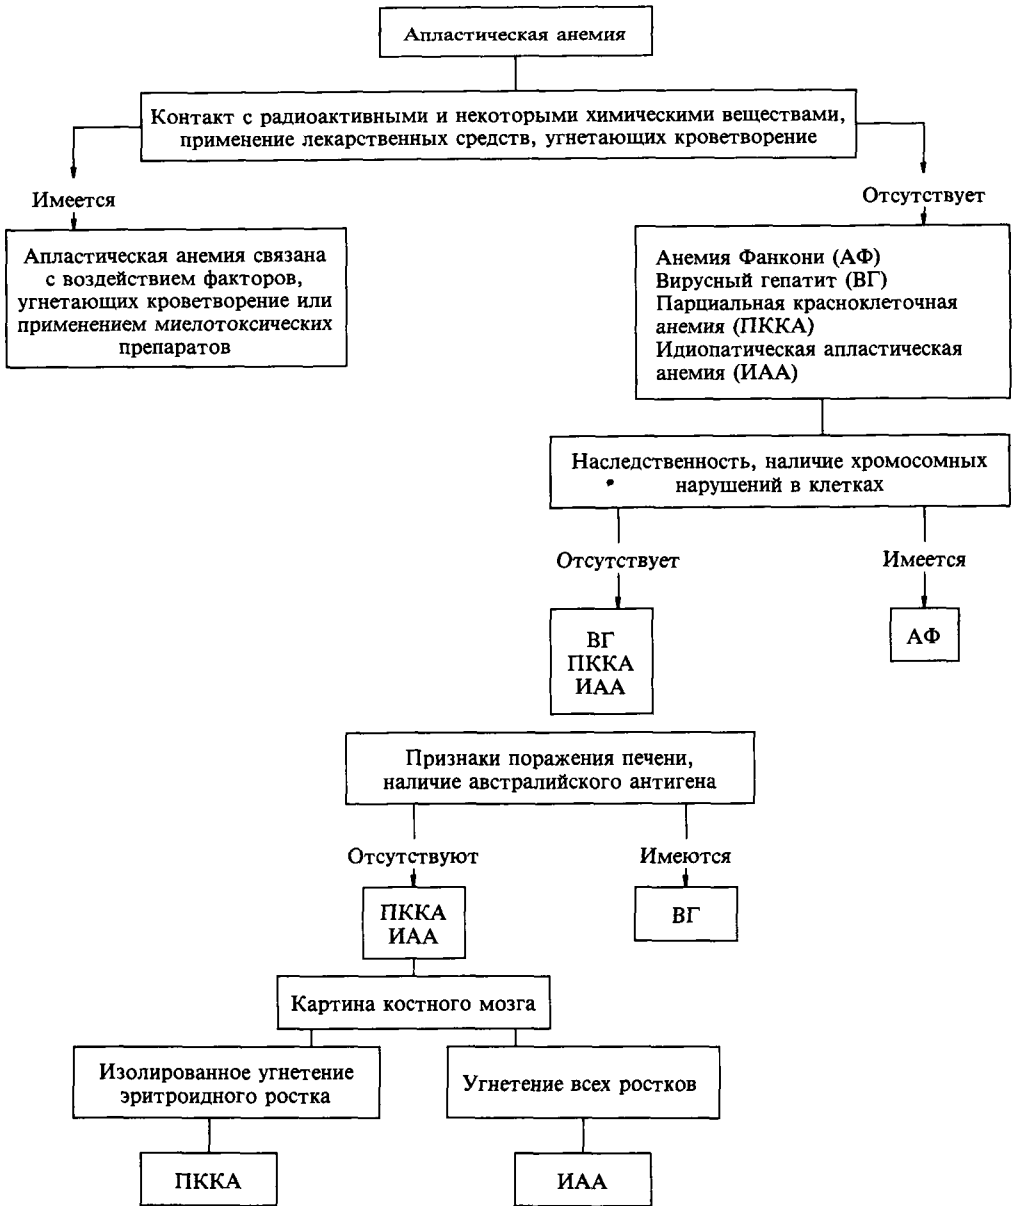 Апластическая анемия
Контакт с радиоактивными и некоторыми химическими веществами,
применение лекарственных средств, угнетающих кроветворение
Имеется
Отсутствует
Апластическая анемия связана
с воздействием факторов,
угнетающих кроветворение или
применением миелотоксических
препаратов
Анемия Фанкони (АФ)
Вирусный гепатит (ВГ)
Парциальная красноклеточная
анемия (ПККА)
Идиопатическая апластическая
анемия (ИАА)
Наследственность, наличие хромосомных
нарушений в клетках
Отсутствует
Имеется
ВГ
ПККА
ИАА
АФ
Признаки поражения печени,
наличие австралийского антигена
Отсутствуют
Имеются
ПККА
ИАА
ВГ
Картина костного мозга
Изолированное угнетение
эритроидного ростка
Угнетение всех ростков
ПККА
ИАА